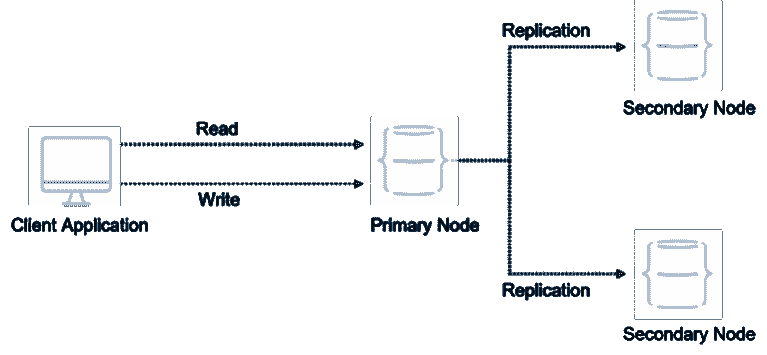 Replication
Secondary Node
Read
Write
Client Application
Primary Node
Replication
Secondary Node